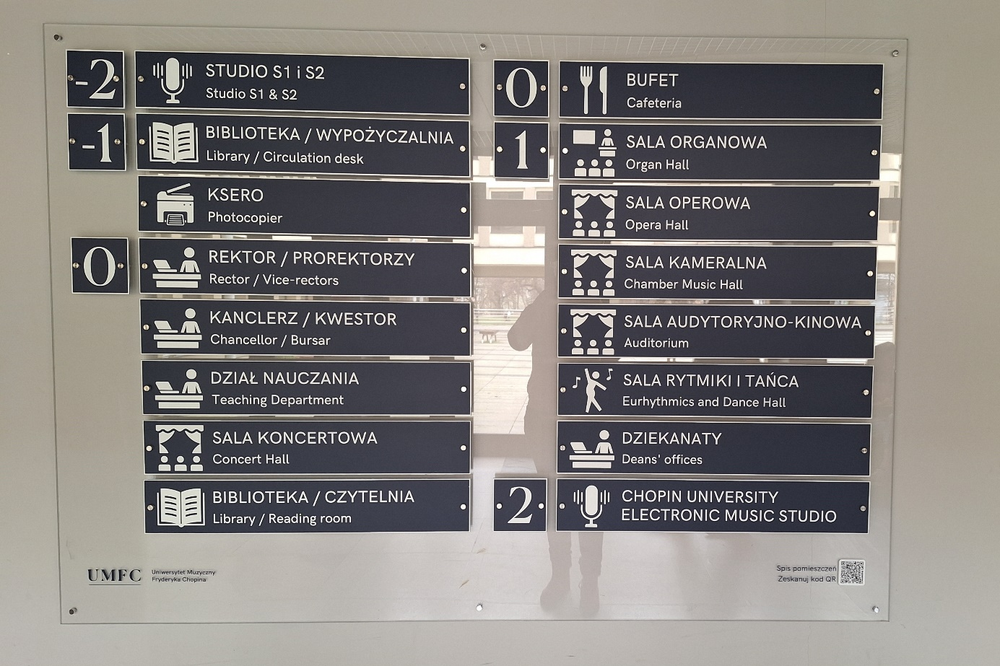 -2
STUDIO S1 i S2
Studio S1 & S2
-1
BIBLIOTEKA / WYPOŻYCZALNIA
Library / Circulation desk
KSERO
Photocopier
0
REKTOR / PROREKTORZY
Rector / Vice-rectors
KANCLERZ / KWESTOR
Chancellor / Bursar
DZIAŁ NAUCZANIA
Teaching Department
SALA KONCERTOWA
Concert Hall
BIBLIOTEKA / CZYTELNIA
Library / Reading room
0
BUFET
Cafeteria
1
SALA ORGANOWA
Organ Hall
SALA OPEROWA
Opera Hall
SALA KAMERALNA
Chamber Music Hall
SALA AUDYTORYJNO-KINOWA
Auditorium
SALA RYTMIKI I TAŃCA
Eurhythmics and Dance Hall
DZIEKANATY
Deans' offices
2
CHOPIN UNIVERSITY
ELECTRONIC MUSIC STUDIO
UMFC
Uniwersytet Muzyczny
Fryderyka Chopina
Spis pomieszczeń
Zeskanuj kod QR